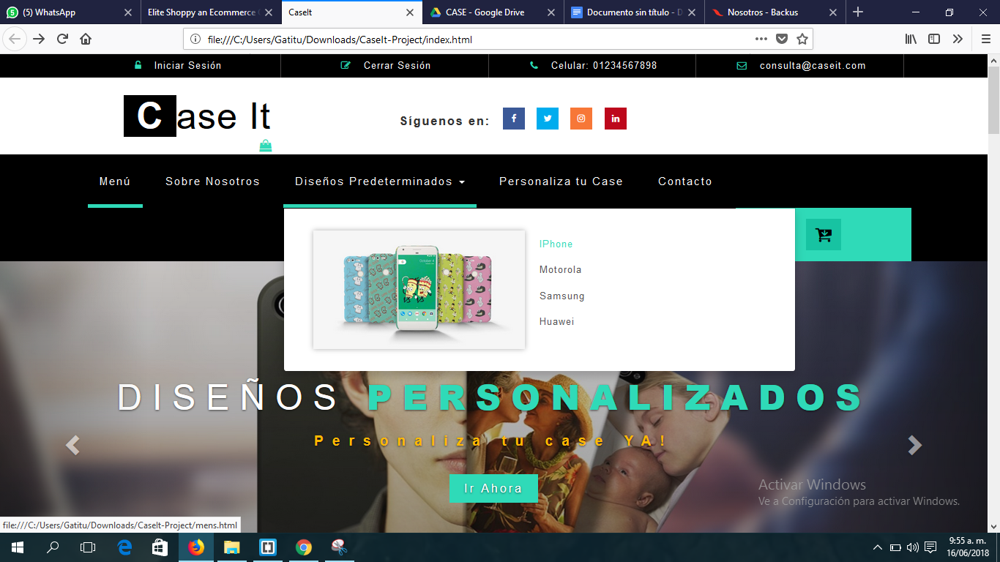 (5) WhatsApp
Elite Shoppy an Ecommerce
CaseIt
CASE - Google Drive
Documento sin título - D
Nosotros - Backus
file:///C:/Users/Gatitu/Downloads/CaseIt-Project/index.html
Iniciar Sesión
Cerrar Sesión
Celular: 01234567898
consulta@caseit.com
Case It
Síguenos en:
Menú
Sobre Nosotros
Diseños Predeterminados
Personaliza tu Case
Contacto
IPhone
Motorola
Samsung
Huawei
DISEÑOS PERSONALIZADOS
Personaliza tu case YA!
Ir Ahora
Activar Windows
Ve a Configuración para activar Windows.
file:///C:/Users/Gatitu/Downloads/CaseIt-Project/mens.html
9:55 a. m.
16/06/2018